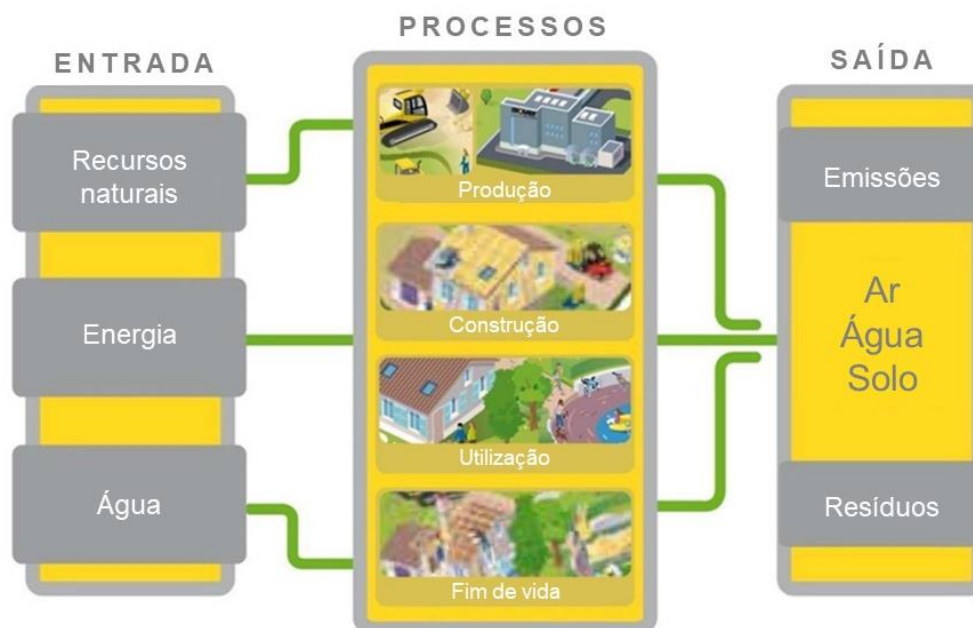 PROCESSOS
ENTRADA
SAÍDA
Recursos
naturais
Energia
Água
Produção
Construção
Utilização
Fim de vida
Emissões
Ar
Água
Solo
Resíduos